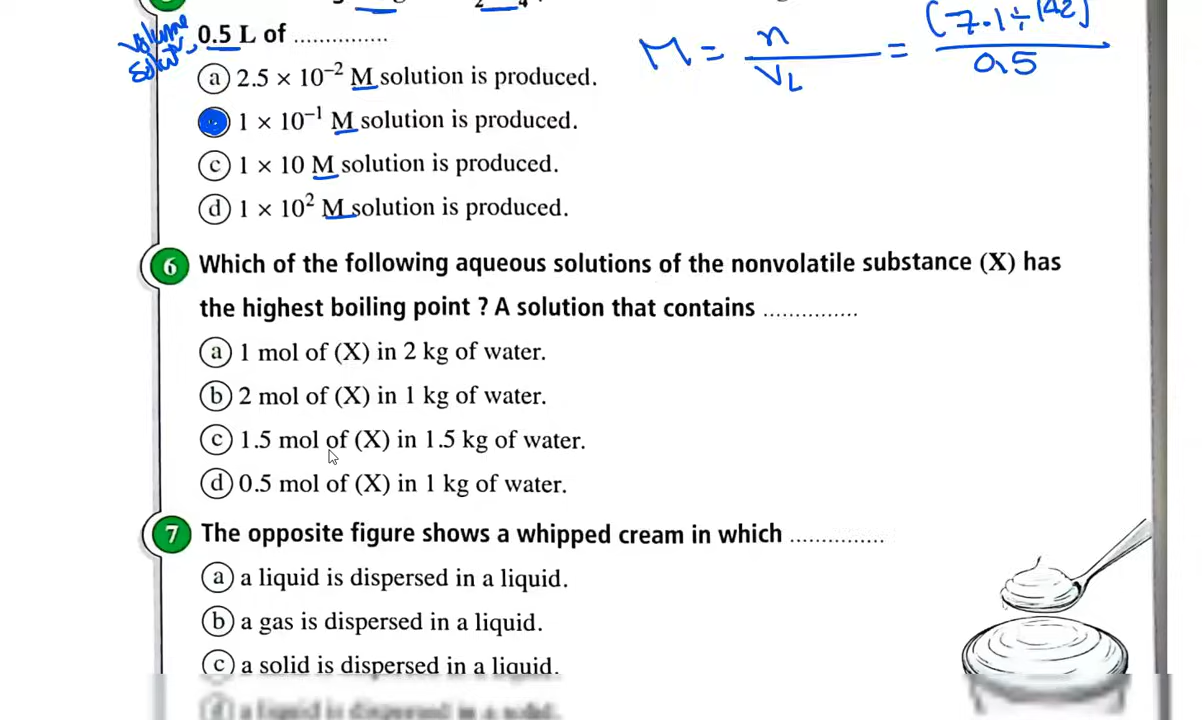 volume
0.5 L of ...............
M = n / V_L = (7.1 ÷ 142) / 0.5
a 2.5 × 10⁻² M solution is produced.
1 × 10⁻¹ M solution is produced.
c 1 × 10 M solution is produced.
d 1 × 10² M solution is produced.
6 Which of the following aqueous solutions of the nonvolatile substance (X) has
the highest boiling point ? A solution that contains ...............
a 1 mol of (X) in 2 kg of water.
b 2 mol of (X) in 1 kg of water.
c 1.5 mol of (X) in 1.5 kg of water.
d 0.5 mol of (X) in 1 kg of water.
7 The opposite figure shows a whipped cream in which ...............
a a liquid is dispersed in a liquid.
b a gas is dispersed in a liquid.
c a solid is dispersed in a liquid.
d a liquid is dispersed in a solid.